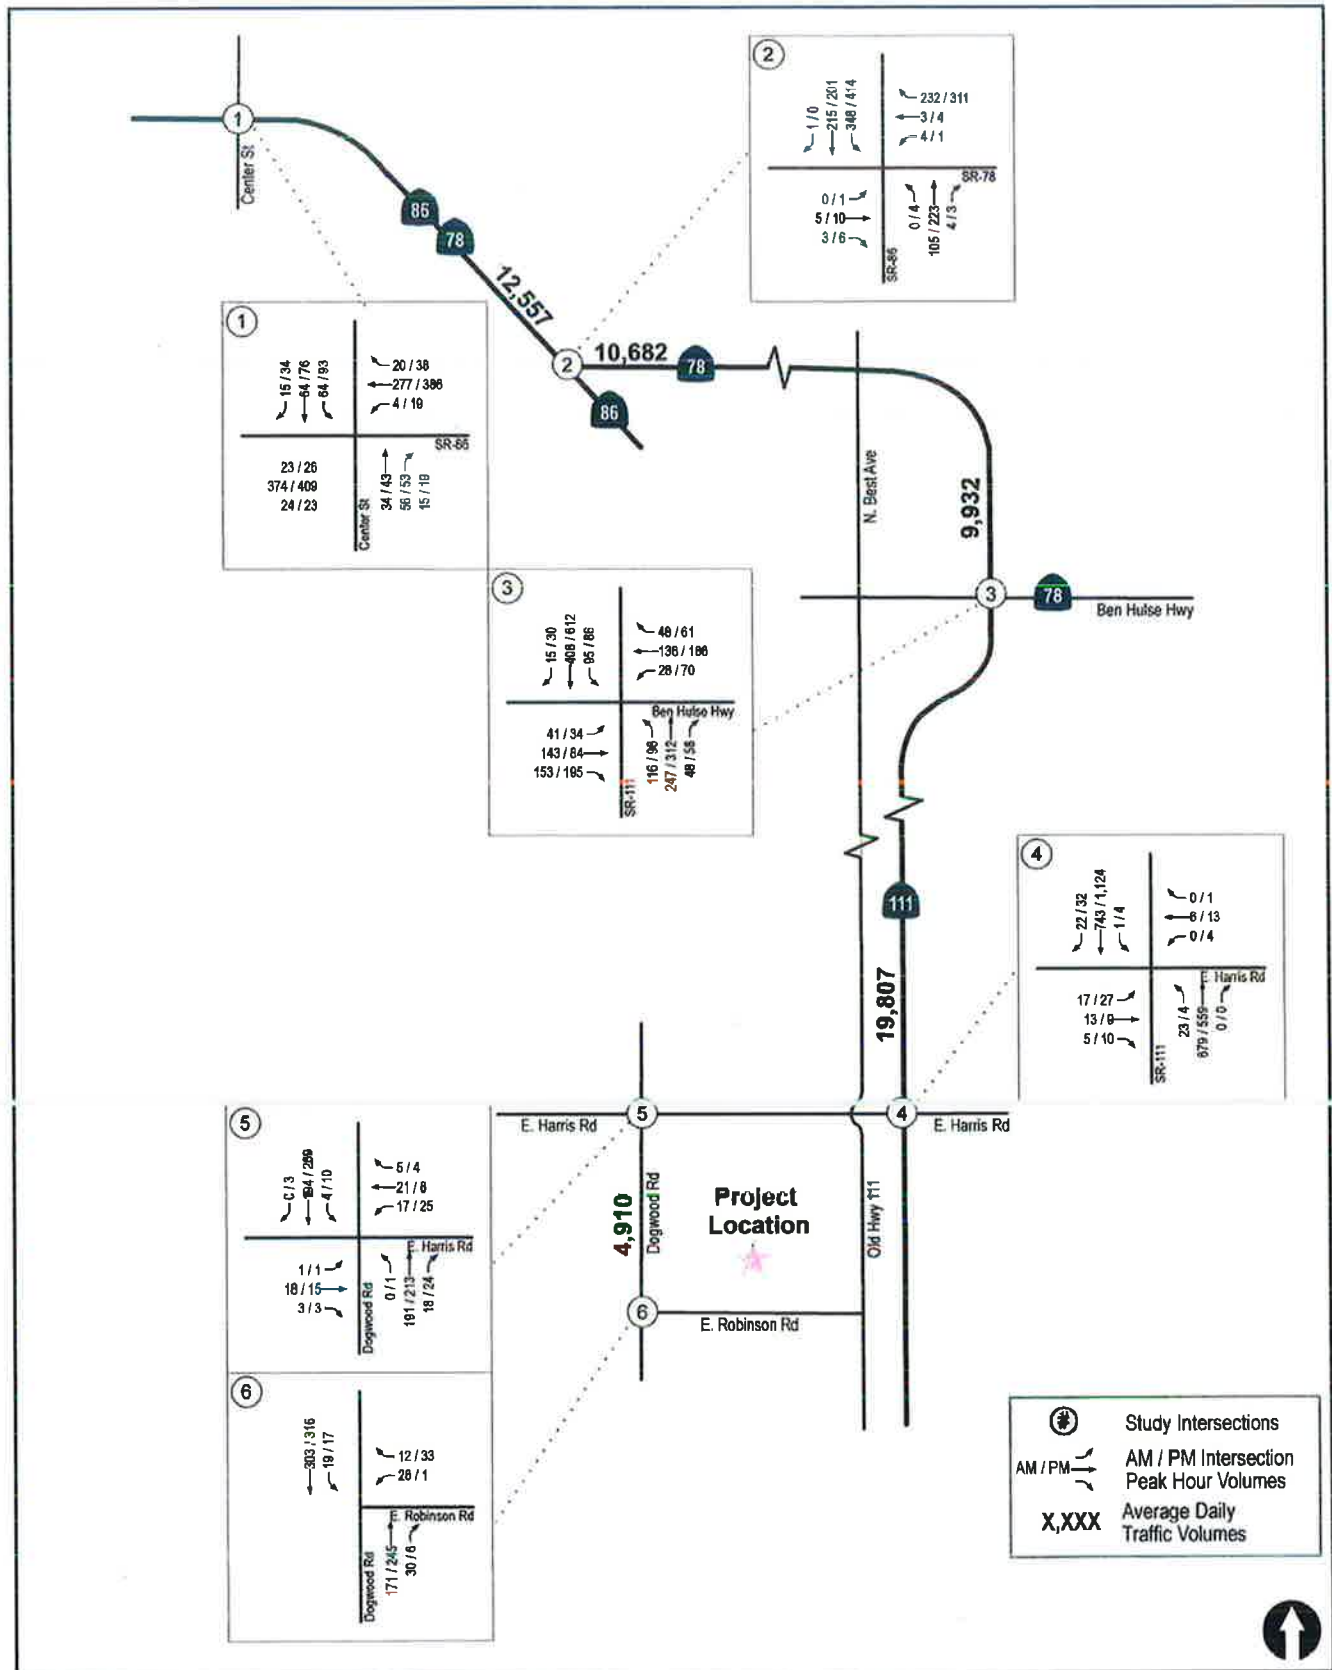 1
Center St
86
78
12,557
2
10,682
78
86
N. Best Ave
9,932
3
78
Ben Hulse Hwy
111
19,807
5
E. Harris Rd
4
E. Harris Rd
4,910
Dogwood Rd
Project
Location
Old Hwy 111
6
E. Robinson Rd
2
1 / 0
215 / 201
348 / 414
232 / 311
3 / 4
4 / 1
SR-78
0 / 1
5 / 10
3 / 6
SR-86
0 / 4
105 / 223
4 / 3
1
15 / 34
64 / 76
64 / 93
20 / 38
277 / 386
4 / 19
SR-86
23 / 26
374 / 409
24 / 23
Center St
34 / 43
56 / 53
15 / 19
3
15 / 30
408 / 612
95 / 86
48 / 61
Ben Hulse Hwy
41 / 34
143 / 84
153 / 195
SR-111
247 / 312
4
22 / 32
743 / 1,124
1 / 4
0 / 1
6 / 13
0 / 4
E. Harris Rd
17 / 27
13 / 9
5 / 10
SR-111
23 / 4
679 / 559
0 / 0
5
4 / 10
5 / 4
17 / 25
E. Harris Rd
1 / 1
18 / 15
3 / 3
Dogwood Rd
0 / 1
191 / 213
18 / 24
6
303 / 316
19 / 17
12 / 33
E. Robinson Rd
Dogwood Rd
171 / 245
30 / 6
# Study Intersections
AM / PM AM / PM Intersection
Peak Hour Volumes
X,XXX Average Daily
Traffic Volumes